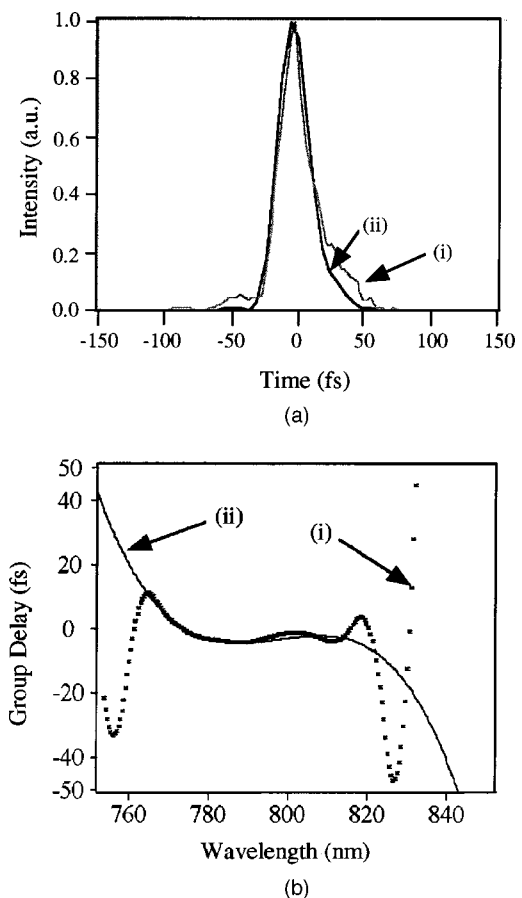 1.0
0.8
0.6
0.4
0.2
0.0
Intensity (a.u.)
(ii)
(i)
-150
-100
-50
0
50
100
150
Time (fs)
(a)
50
40
20
0
-20
-40
-50
Group Delay (fs)
(ii)
(i)
760
780
800
820
840
Wavelength (nm)
(b)